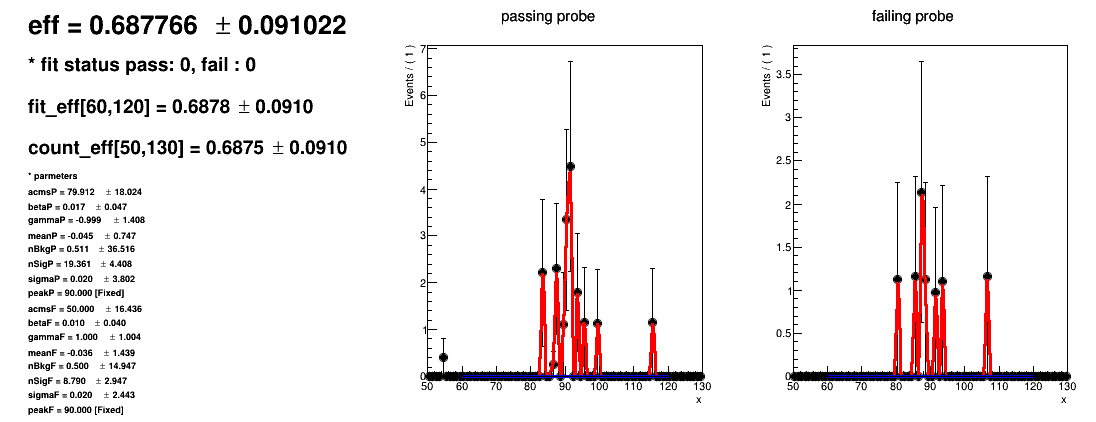 eff = 0.687766 ± 0.091022
* fit status pass: 0, fail : 0
fit_eff[60,120] = 0.6878 ± 0.0910
count_eff[50,130] = 0.6875 ± 0.0910
* parmeters
acmsP = 79.912 ± 18.024
betaP = 0.017 ± 0.047
gammaP = -0.999 ± 1.408
meanP = -0.045 ± 0.747
nBkgP = 0.511 ± 36.516
nSigP = 19.361 ± 4.408
sigmaP = 0.020 ± 3.802
peakP = 90.000 [Fixed]
acmsF = 50.000 ± 16.436
betaF = 0.010 ± 0.040
gammaF = 1.000 ± 1.004
meanF = -0.036 ± 1.439
nBkgF = 0.500 ± 14.947
nSigF = 8.790 ± 2.947
sigmaF = 0.020 ± 2.443
peakF = 90.000 [Fixed]
passing probe
Events / ( 1 )
7
6
5
4
3
2
1
0
50 60 70 80 90 100 110 120 130
x
failing probe
Events / ( 1 )
3.5
3
2.5
2
1.5
1
0.5
0
50 60 70 80 90 100 110 120 130
x